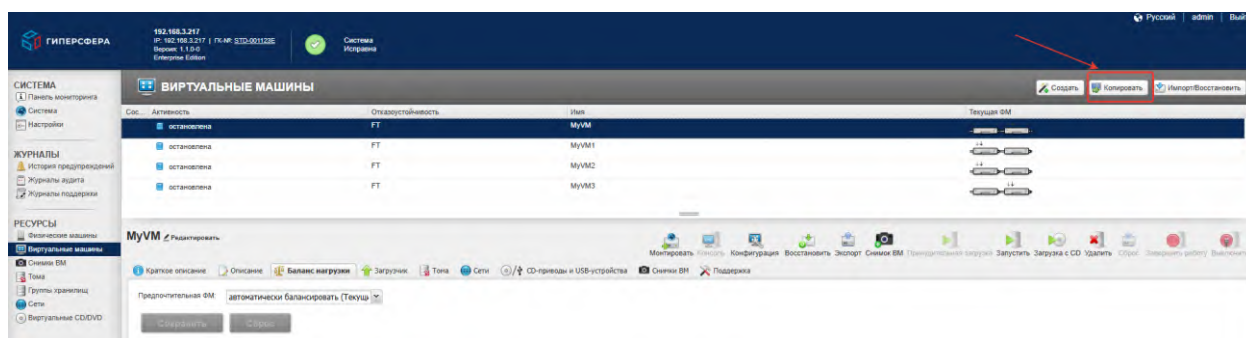 Русский | admin | Вый
ГИПЕРСФЕРА
192.168.3.217
IP: 192.168.3.217 | ПК-№: STD-001123E
Версия: 1.1.0-0
Enterprise Edition
Система
Исправна
СИСТЕМА
Панель мониторинга
Система
Настройки
ЖУРНАЛЫ
История предупреждений
Журналы аудита
Журналы поддержки
РЕСУРСЫ
Физические машины
Виртуальные машины
Снимки ВМ
Тома
Группы хранилищ
Сети
Виртуальные CD/DVD
ВИРТУАЛЬНЫЕ МАШИНЫ
Создать Копировать Импорт/Восстановить
Сос... Активность Отказоустойчивость Имя Текущая ФМ
остановлена FT MyVM
остановлена FT MyVM1
остановлена FT MyVM2
остановлена FT MyVM3
MyVM Редактировать
Монтировать Консоль Конфигурация Восстановить Экспорт Снимок ВМ Принудительная загрузка Запустить Загрузка с CD Удалить Сброс Завершить работу Выключить
Краткое описание Описание Баланс нагрузки Загрузчик Тома Сети CD-приводы и USB-устройства Снимки ВМ Поддержка
Предпочтительная ФМ: автоматически балансировать (Текущ
Сохранить Сброс